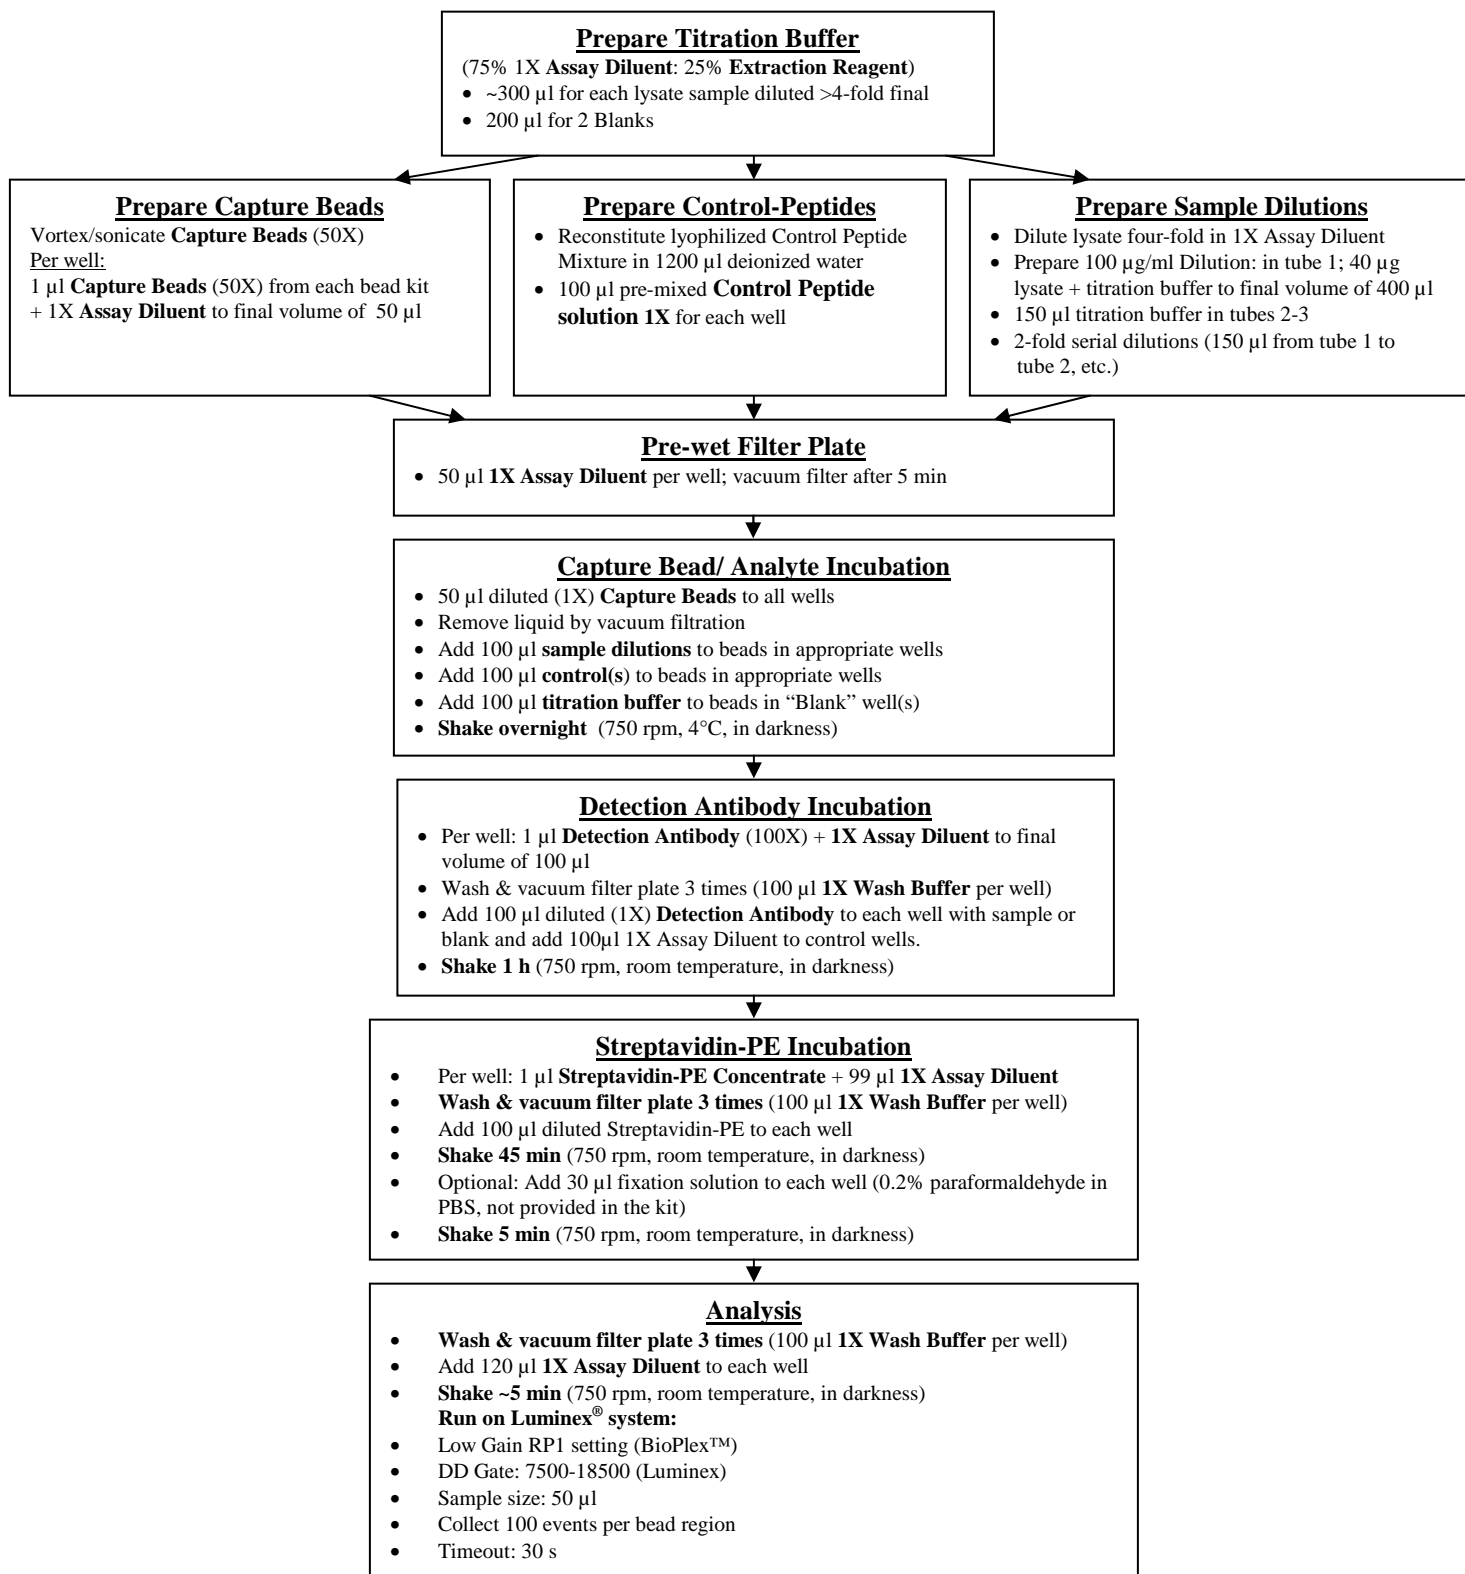 Prepare Titration Buffer
(75% 1X Assay Diluent: 25% Extraction Reagent)
• ~300 µl for each lysate sample diluted >4-fold final
• 200 µl for 2 Blanks
Prepare Capture Beads
Vortex/sonicate Capture Beads (50X)
Per well:
1 µl Capture Beads (50X) from each bead kit
+ 1X Assay Diluent to final volume of 50 µl
Prepare Control-Peptides
• Reconstitute lyophilized Control Peptide
Mixture in 1200 µl deionized water
• 100 µl pre-mixed Control Peptide
solution 1X for each well
Prepare Sample Dilutions
• Dilute lysate four-fold in 1X Assay Diluent
• Prepare 100 µg/ml Dilution: in tube 1; 40 µg
lysate + titration buffer to final volume of 400 µl
• 150 µl titration buffer in tubes 2-3
• 2-fold serial dilutions (150 µl from tube 1 to
tube 2, etc.)
Pre-wet Filter Plate
• 50 µl 1X Assay Diluent per well; vacuum filter after 5 min
Capture Bead/ Analyte Incubation
• 50 µl diluted (1X) Capture Beads to all wells
• Remove liquid by vacuum filtration
• Add 100 µl sample dilutions to beads in appropriate wells
• Add 100 µl control(s) to beads in appropriate wells
• Add 100 µl titration buffer to beads in “Blank” well(s)
• Shake overnight (750 rpm, 4°C, in darkness)
Detection Antibody Incubation
• Per well: 1 µl Detection Antibody (100X) + 1X Assay Diluent to final
volume of 100 µl
• Wash & vacuum filter plate 3 times (100 µl 1X Wash Buffer per well)
• Add 100 µl diluted (1X) Detection Antibody to each well with sample or
blank and add 100µl 1X Assay Diluent to control wells.
• Shake 1 h (750 rpm, room temperature, in darkness)
Streptavidin-PE Incubation
• Per well: 1 µl Streptavidin-PE Concentrate + 99 µl 1X Assay Diluent
• Wash & vacuum filter plate 3 times (100 µl 1X Wash Buffer per well)
• Add 100 µl diluted Streptavidin-PE to each well
• Shake 45 min (750 rpm, room temperature, in darkness)
• Optional: Add 30 µl fixation solution to each well (0.2% paraformaldehyde in
PBS, not provided in the kit)
• Shake 5 min (750 rpm, room temperature, in darkness)
Analysis
• Wash & vacuum filter plate 3 times (100 µl 1X Wash Buffer per well)
• Add 120 µl 1X Assay Diluent to each well
• Shake ~5 min (750 rpm, room temperature, in darkness)
Run on Luminex® system:
• Low Gain RP1 setting (BioPlex™)
• DD Gate: 7500-18500 (Luminex)
• Sample size: 50 µl
• Collect 100 events per bead region
• Timeout: 30 s